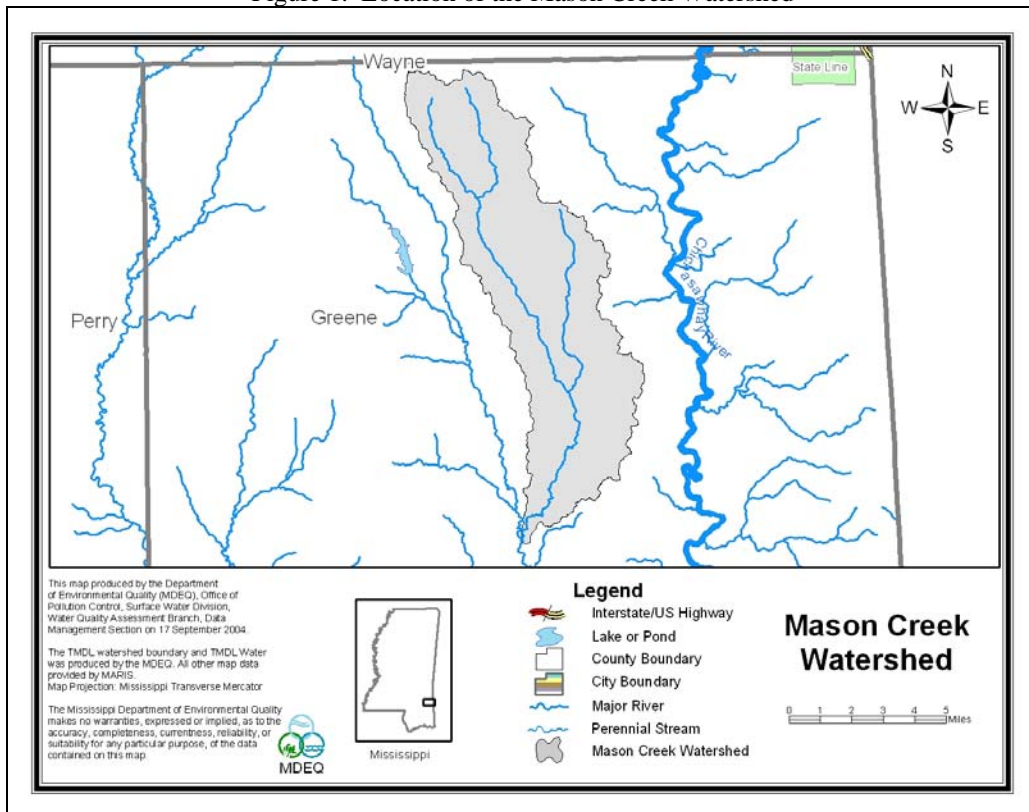 Figure 1. Location of the Mason Creek Watershed
Wayne
State Line
N
W E
S
Chickasawhay River
Perry
Greene
This map produced by the Department
of Environmental Quality (MDEQ), Office of
Pollution Control, Surface Water Division,
Water Quality Assessment Branch, Data
Management Section on 17 September 2004.
The TMDL watershed boundary and TMDL Water
was produced by the MDEQ. All other map data
provided by MARIS.
Map Projection: Mississippi Transverse Mercator
The Mississippi Department of Environmental Quality
makes no warranties, expressed or implied, as to the
accuracy, completeness, currentness, reliability, or
suitability for any particular purpose, of the data
contained on this map.
MDEQ
Mississippi
Legend
Interstate/US Highway
Lake or Pond
County Boundary
City Boundary
Major River
Perennial Stream
Mason Creek Watershed
Mason Creek
Watershed
0 1 2 3 4 5
Miles